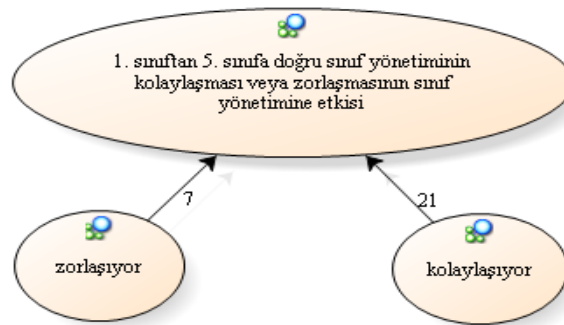 1. sınıftan 5. sınıfa doğru sınıf yönetiminin
kolaylaşması veya zorlaşmasının sınıf
yönetimine etkisi
7
21
zorlaşıyor
kolaylaşıyor